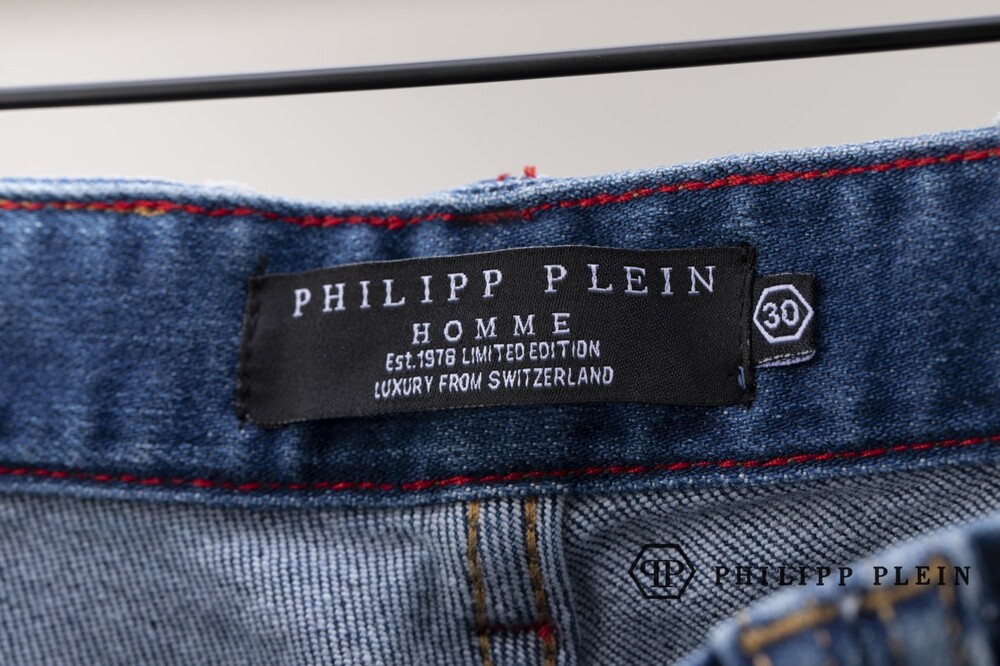 PHILIPP PLEIN
HOMME
Est.1978 LIMITED EDITION
LUXURY FROM SWITZERLAND
30
PHILIPP PLEIN